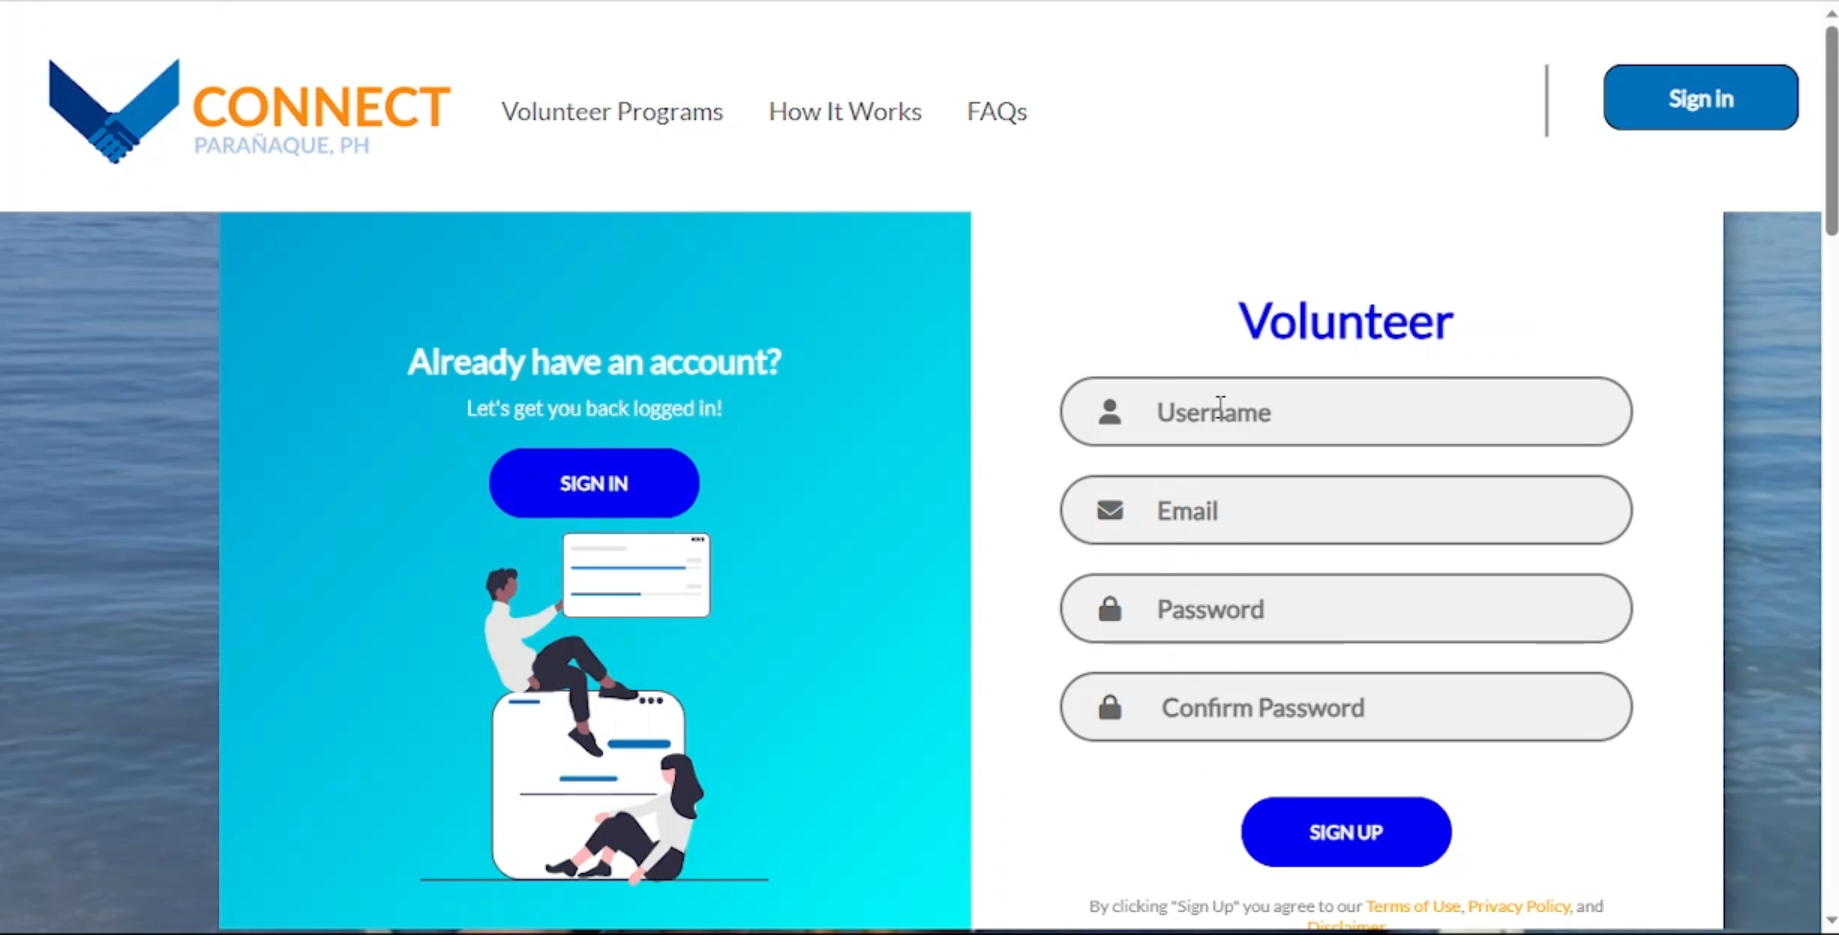 CONNECT
PARAÑAQUE, PH
Volunteer Programs
How It Works
FAQs
Sign in
Already have an account?
Let's get you back logged in!
SIGN IN
Volunteer
Username
Email
Password
Confirm Password
SIGN UP
By clicking "Sign Up" you agree to our Terms of Use, Privacy Policy, and
Disclaimer